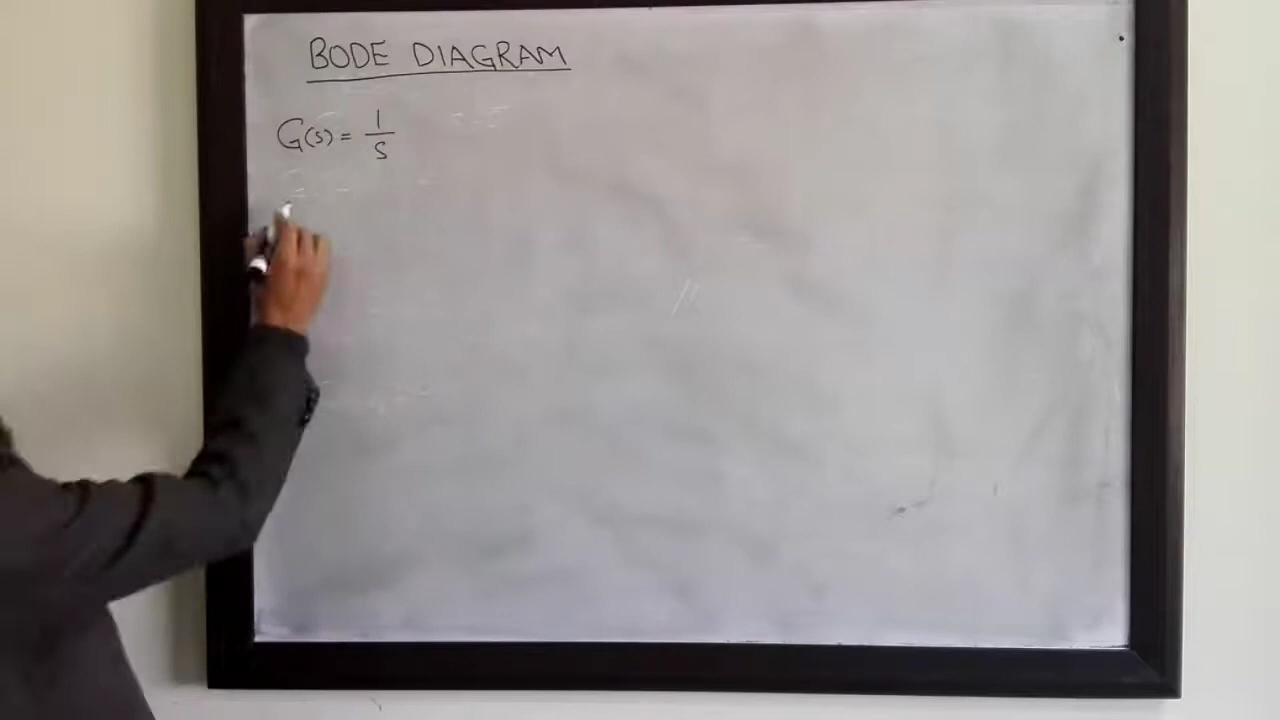 BODE DIAGRAM
G(s) = 1/s